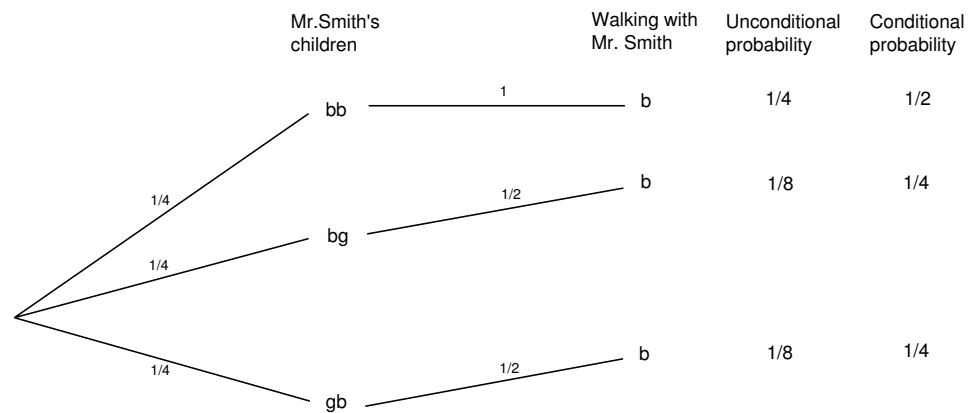 Mr.Smith's
children
Walking with
Mr. Smith
Unconditional
probability
Conditional
probability
bb
1
b
1/4
1/2
1/4
bg
1/2
b
1/8
1/4
1/4
gb
1/2
b
1/8
1/4
1/4